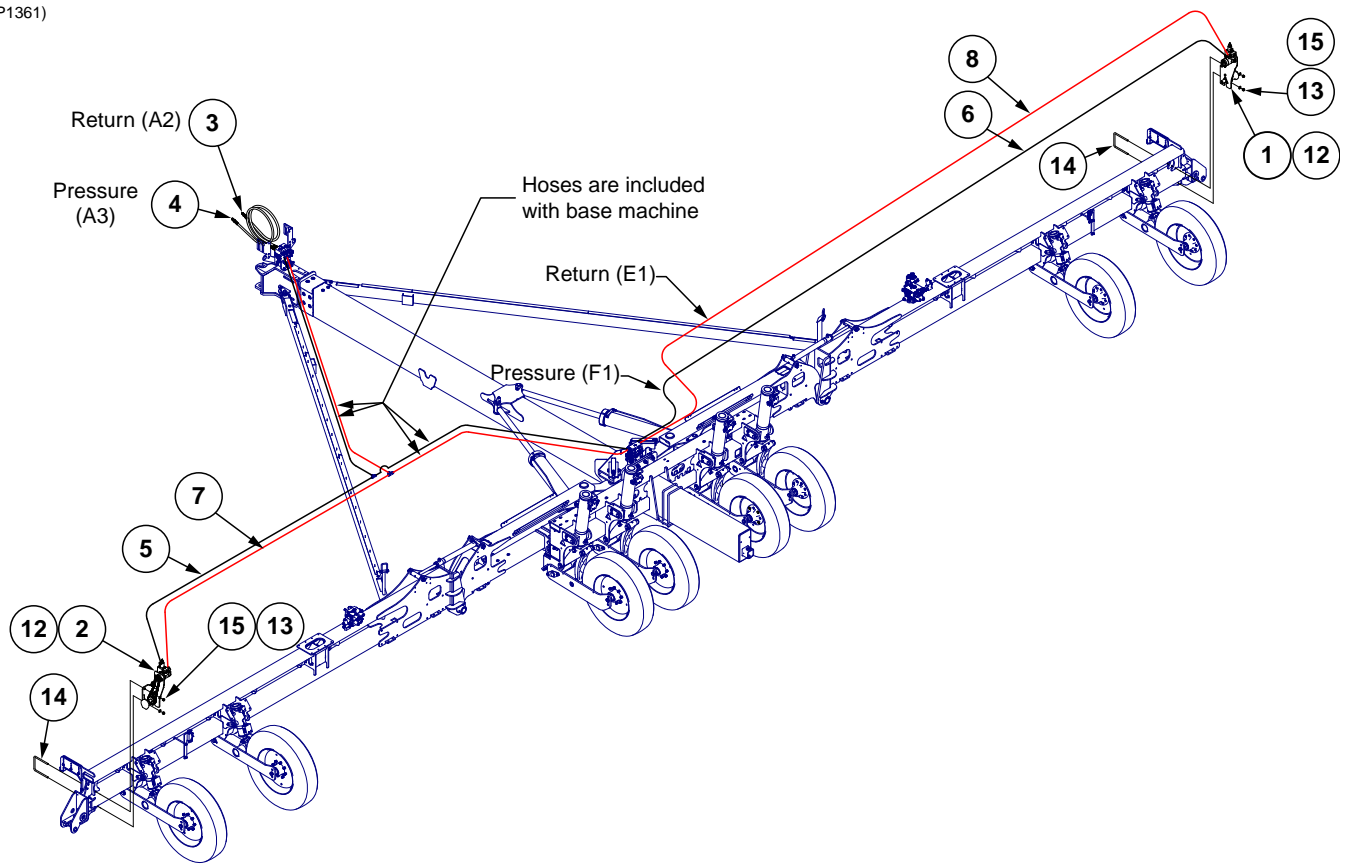 P1361)
15
8
13
Return (A2) 3
6
14
1 12
Pressure
(A3)
4
Hoses are included
with base machine
Return (E1)
Pressure (F1)
7
5
12 2
15 13
14